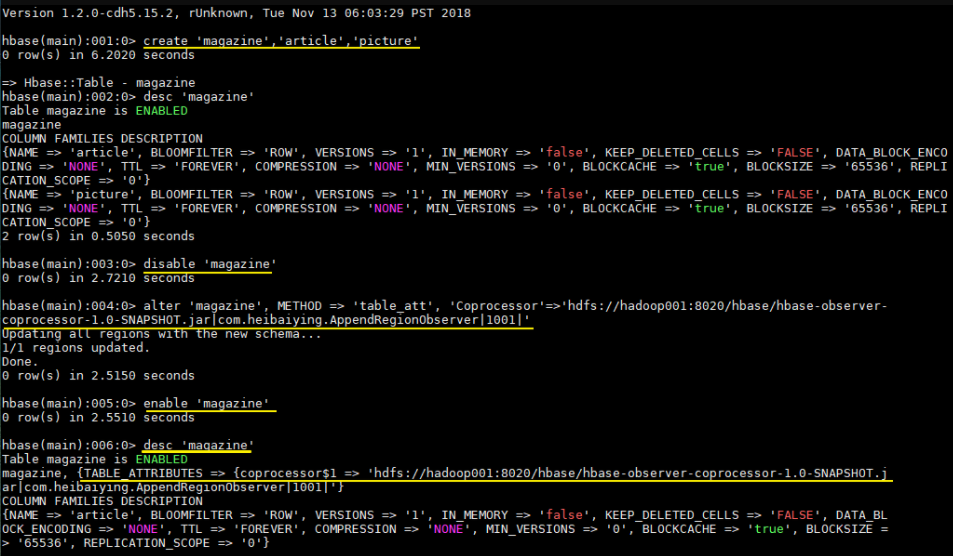 Version 1.2.0-cdh5.15.2, rUnknown, Tue Nov 13 06:03:29 PST 2018
hbase(main):001:0> create 'magazine','article','picture'
0 row(s) in 6.2020 seconds
=> Hbase::Table - magazine
hbase(main):002:0> desc 'magazine'
Table magazine is ENABLED
magazine
COLUMN FAMILIES DESCRIPTION
{NAME => 'article', BLOOMFILTER => 'ROW', VERSIONS => '1', IN_MEMORY => 'false', KEEP_DELETED_CELLS => 'FALSE', DATA_BLOCK_ENCO
DING => 'NONE', TTL => 'FOREVER', COMPRESSION => 'NONE', MIN_VERSIONS => '0', BLOCKCACHE => 'true', BLOCKSIZE => '65536', REPLI
CATION_SCOPE => '0'}
{NAME => 'picture', BLOOMFILTER => 'ROW', VERSIONS => '1', IN_MEMORY => 'false', KEEP_DELETED_CELLS => 'FALSE', DATA_BLOCK_ENCO
DING => 'NONE', TTL => 'FOREVER', COMPRESSION => 'NONE', MIN_VERSIONS => '0', BLOCKCACHE => 'true', BLOCKSIZE => '65536', REPLI
CATION_SCOPE => '0'}
2 row(s) in 0.5050 seconds
hbase(main):003:0> disable 'magazine'
0 row(s) in 2.7210 seconds
hbase(main):004:0> alter 'magazine', METHOD => 'table_att', 'Coprocessor'=>'hdfs://hadoop001:8020/hbase/hbase-observer-
coprocessor-1.0-SNAPSHOT.jar|com.heibaiying.AppendRegionObserver|1001|'
Updating all regions with the new schema...
1/1 regions updated.
Done.
0 row(s) in 2.5150 seconds
hbase(main):005:0> enable 'magazine'
0 row(s) in 2.5510 seconds
hbase(main):006:0> desc 'magazine'
Table magazine is ENABLED
magazine, {TABLE_ATTRIBUTES => {coprocessor$1 => 'hdfs://hadoop001:8020/hbase/hbase-observer-coprocessor-1.0-SNAPSHOT.j
ar|com.heibaiying.AppendRegionObserver|1001|'}
COLUMN FAMILIES DESCRIPTION
{NAME => 'article', BLOOMFILTER => 'ROW', VERSIONS => '1', IN_MEMORY => 'false', KEEP_DELETED_CELLS => 'FALSE', DATA_BL
OCK_ENCODING => 'NONE', TTL => 'FOREVER', COMPRESSION => 'NONE', MIN_VERSIONS => '0', BLOCKCACHE => 'true', BLOCKSIZE =
> '65536', REPLICATION_SCOPE => '0'}